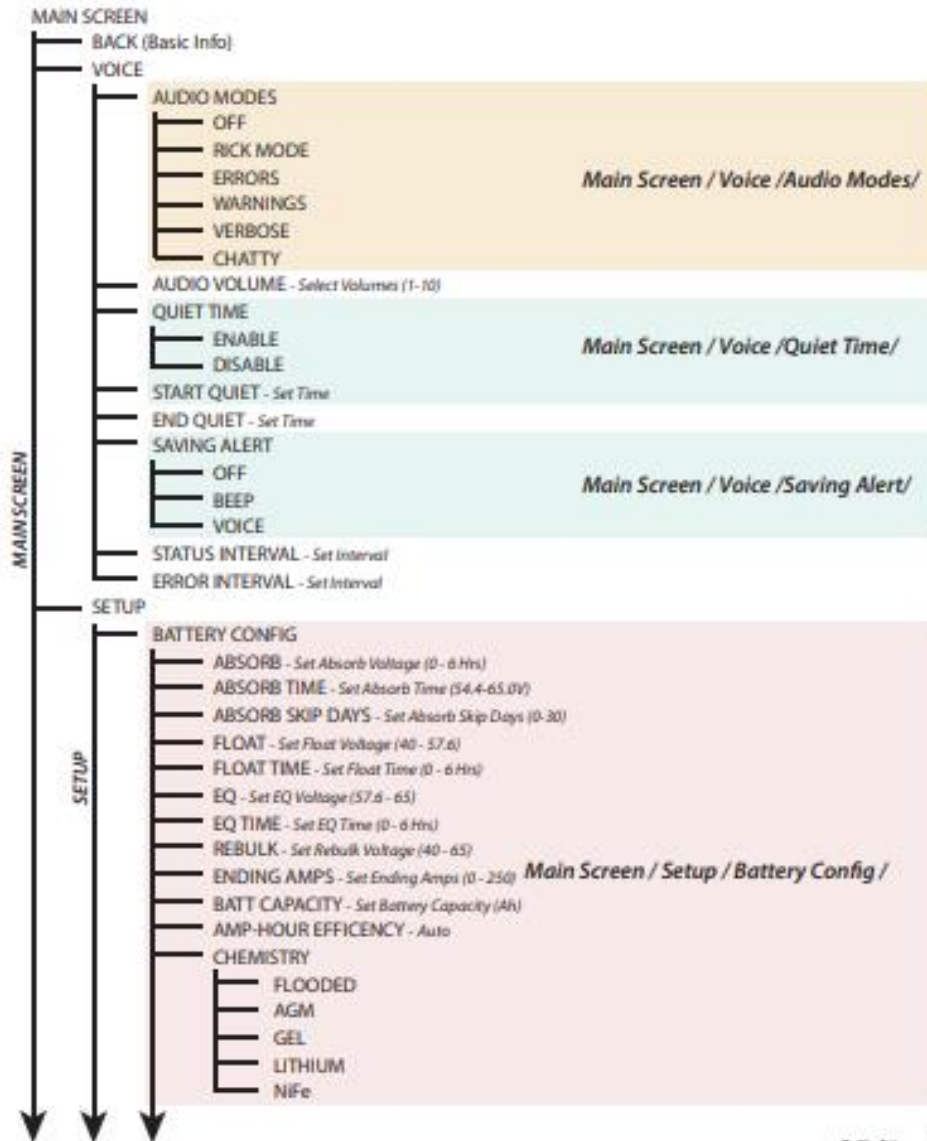 MAIN SCREEN
BACK (Basic Info)
VOICE
AUDIO MODES
OFF
RICK MODE
ERRORS
Main Screen / Voice /Audio Modes/
WARNINGS
VERBOSE
CHATTY
AUDIO VOLUME - Select Volumes (1-10)
QUIET TIME
ENABLE
Main Screen / Voice /Quiet Time/
DISABLE
START QUIET - Set Time
END QUIET - Set Time
SAVING ALERT
OFF
Main Screen / Voice /Saving Alert/
BEEP
VOICE
MAIN SCREEN
STATUS INTERVAL - Set Interval
ERROR INTERVAL - Set Interval
SETUP
BATTERY CONFIG
ABSORB - Set Absorb Voltage (0 - 6 Hrs)
ABSORB TIME - Set Absorb Time (54.4-65.0V)
ABSORB SKIP DAYS - Set Absorb Skip Days (0-30)
FLOAT - Set Float Voltage (40 - 57.6)
FLOAT TIME - Set Float Time (0 - 6 Hrs)
SETUP
EQ - Set EQ Voltage (57.6 - 65)
EQ TIME - Set EQ Time (0 - 6 Hrs)
REBULK - Set Rebulk Voltage (40 - 65)
ENDING AMPS - Set Ending Amps (0 - 250) Main Screen / Setup / Battery Config /
BATT CAPACITY - Set Battery Capacity (Ah)
AMP-HOUR EFFICENCY - Auto
CHEMISTRY
FLOODED
AGM
GEL
LITHIUM
NiFe